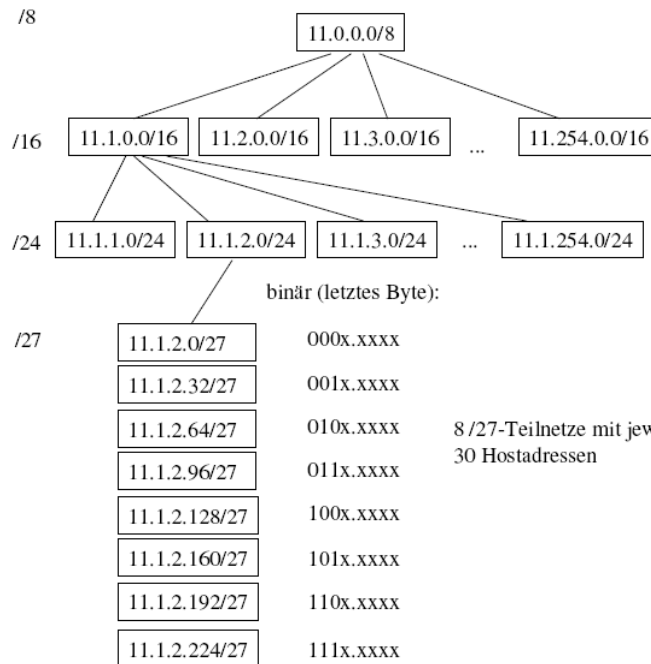 /8 11.0.0.0/8
/16 11.1.0.0/16 11.2.0.0/16 11.3.0.0/16 ... 11.254.0.0/16
/24 11.1.1.0/24 11.1.2.0/24 11.1.3.0/24 ... 11.1.254.0/24
binär (letztes Byte):
/27 11.1.2.0/27 000x.xxxx
11.1.2.32/27 001x.xxxx
11.1.2.64/27 010x.xxxx
8 /27-Teilnetze mit jew
30 Hostadressen
11.1.2.96/27 011x.xxxx
11.1.2.128/27 100x.xxxx
11.1.2.160/27 101x.xxxx
11.1.2.192/27 110x.xxxx
11.1.2.224/27 111x.xxxx